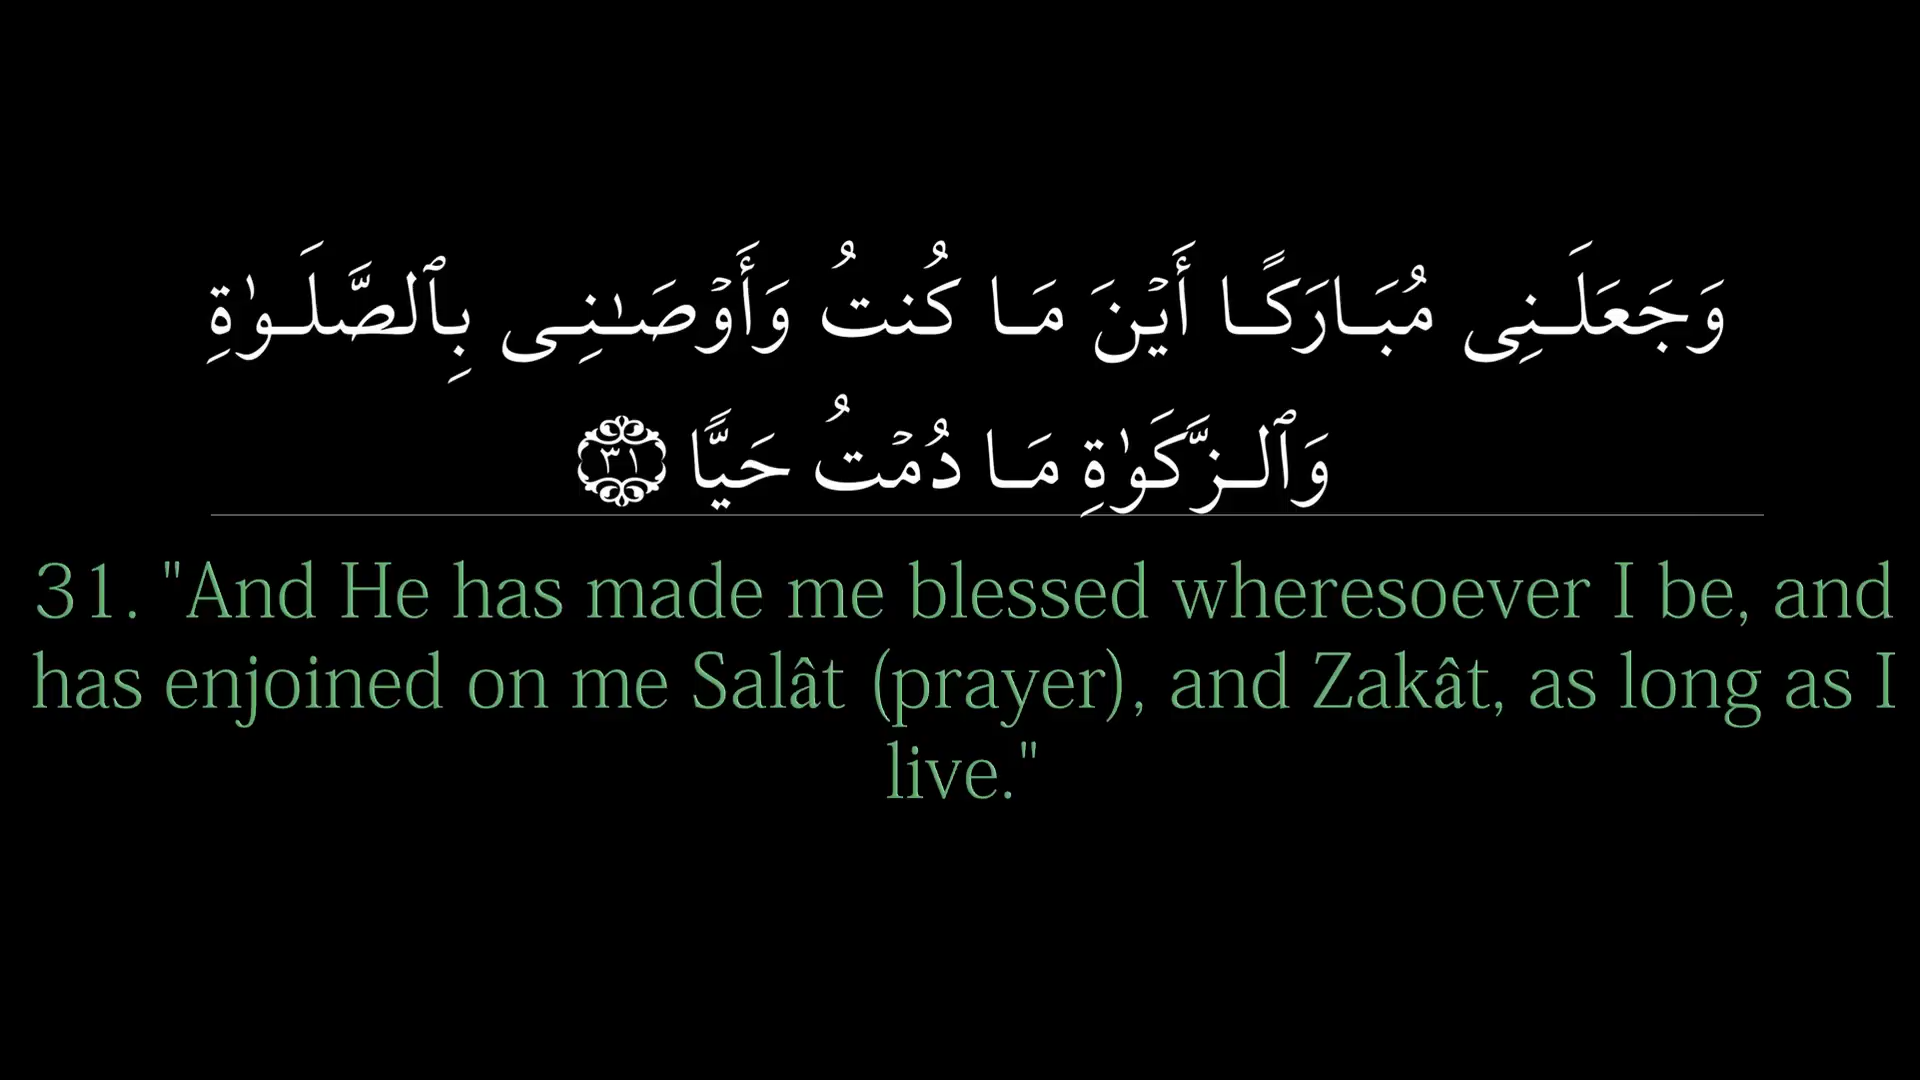 وَجَعَلَنِى مُبَارَكًا أَيْنَ مَا كُنتُ وَأَوْصَٰنِى بِٱلصَّلَوٰةِ
وَٱلزَّكَوٰةِ مَا دُمْتُ حَيًّا ٣١
31. "And He has made me blessed wheresoever I be, and
has enjoined on me Salât (prayer), and Zakât, as long as I
live."